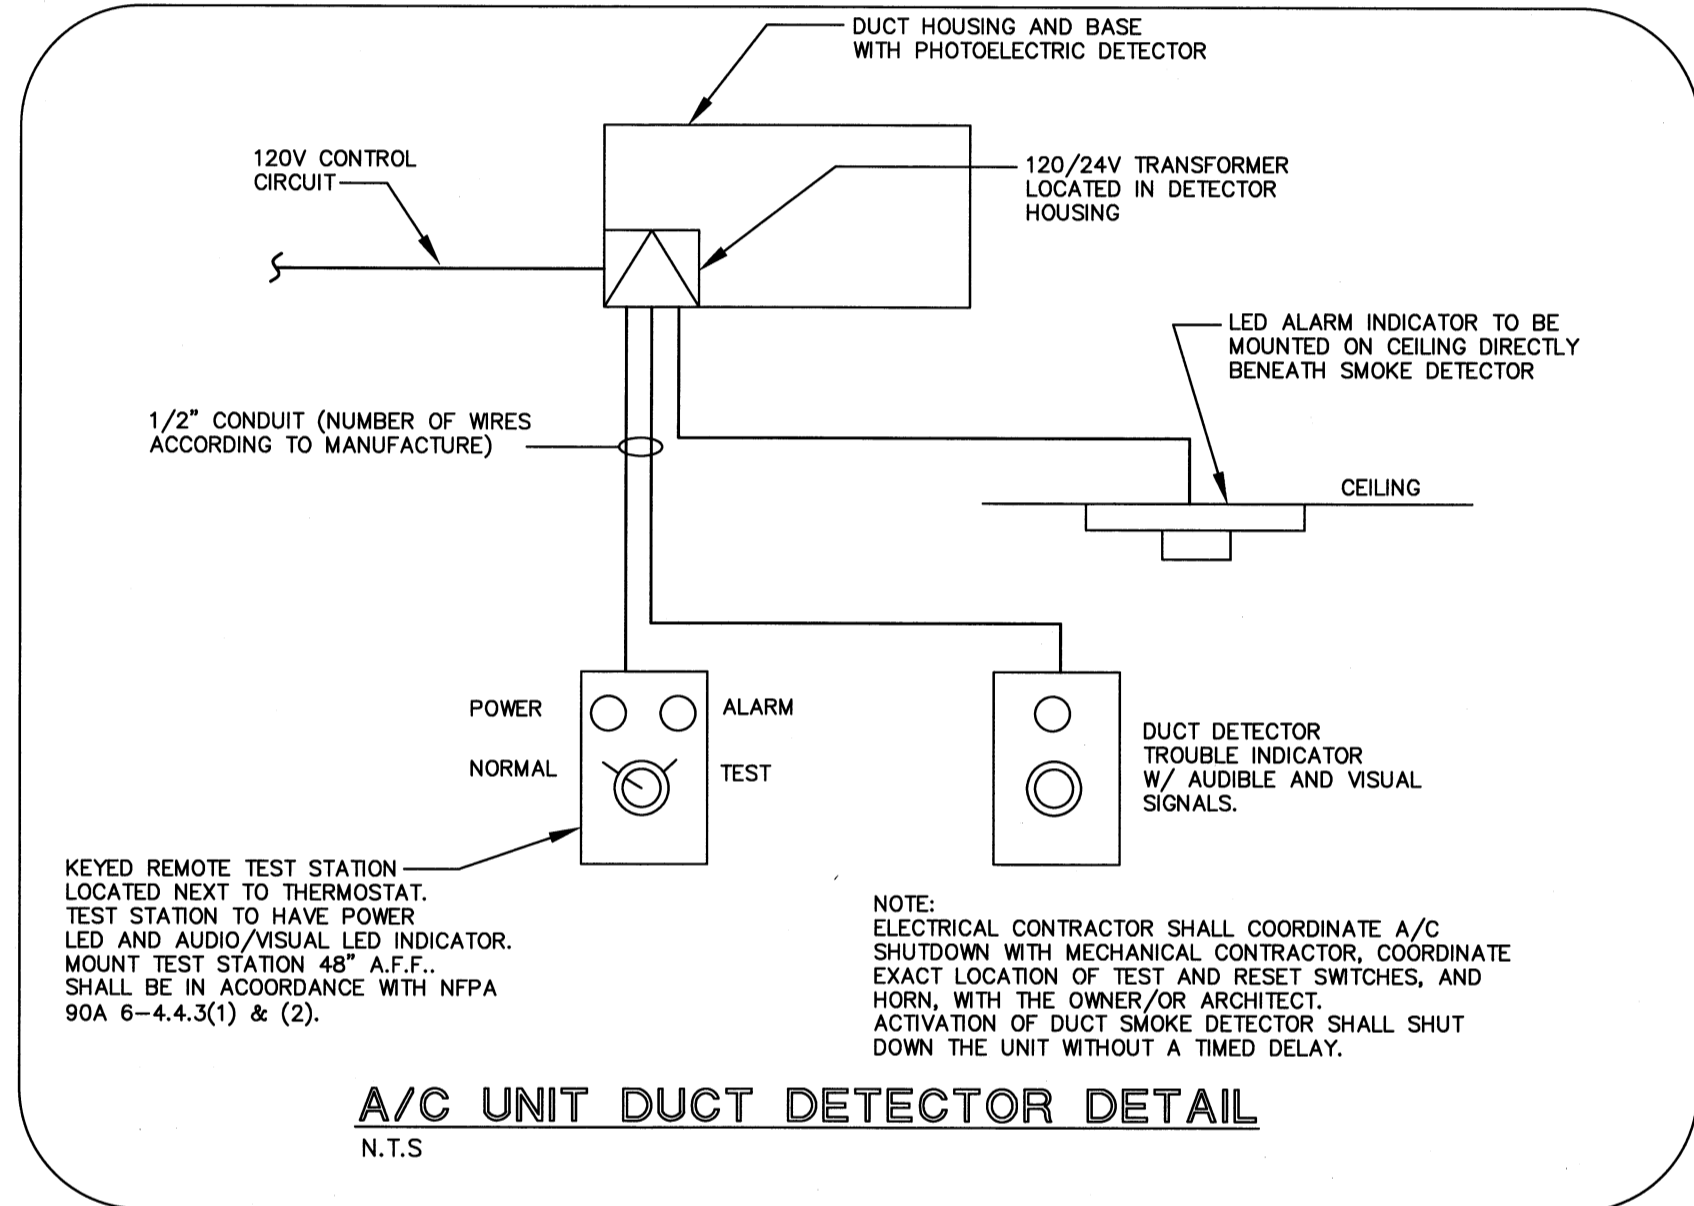 DUCT HOUSING AND BASE
WITH PHOTOELECTRIC DETECTOR
120V CONTROL
CIRCUIT
120/24V TRANSFORMER
LOCATED IN DETECTOR
HOUSING
LED ALARM INDICATOR TO BE
MOUNTED ON CEILING DIRECTLY
BENEATH SMOKE DETECTOR
1/2" CONDUIT (NUMBER OF WIRES
ACCORDING TO MANUFACTURE)
CEILING
POWER
ALARM
NORMAL
TEST
DUCT DETECTOR
TROUBLE INDICATOR
W/ AUDIBLE AND VISUAL
SIGNALS.
KEYED REMOTE TEST STATION
LOCATED NEXT TO THERMOSTAT.
TEST STATION TO HAVE POWER
LED AND AUDIO/VISUAL LED INDICATOR.
MOUNT TEST STATION 48" A.F.F..
SHALL BE IN ACOORDANCE WITH NFPA
90A 6-4.4.3(1) & (2).
NOTE:
ELECTRICAL CONTRACTOR SHALL COORDINATE A/C
SHUTDOWN WITH MECHANICAL CONTRACTOR, COORDINATE
EXACT LOCATION OF TEST AND RESET SWITCHES, AND
HORN, WITH THE OWNER/OR ARCHITECT.
ACTIVATION OF DUCT SMOKE DETECTOR SHALL SHUT
DOWN THE UNIT WITHOUT A TIMED DELAY.
A/C UNIT DUCT DETECTOR DETAIL
N.T.S